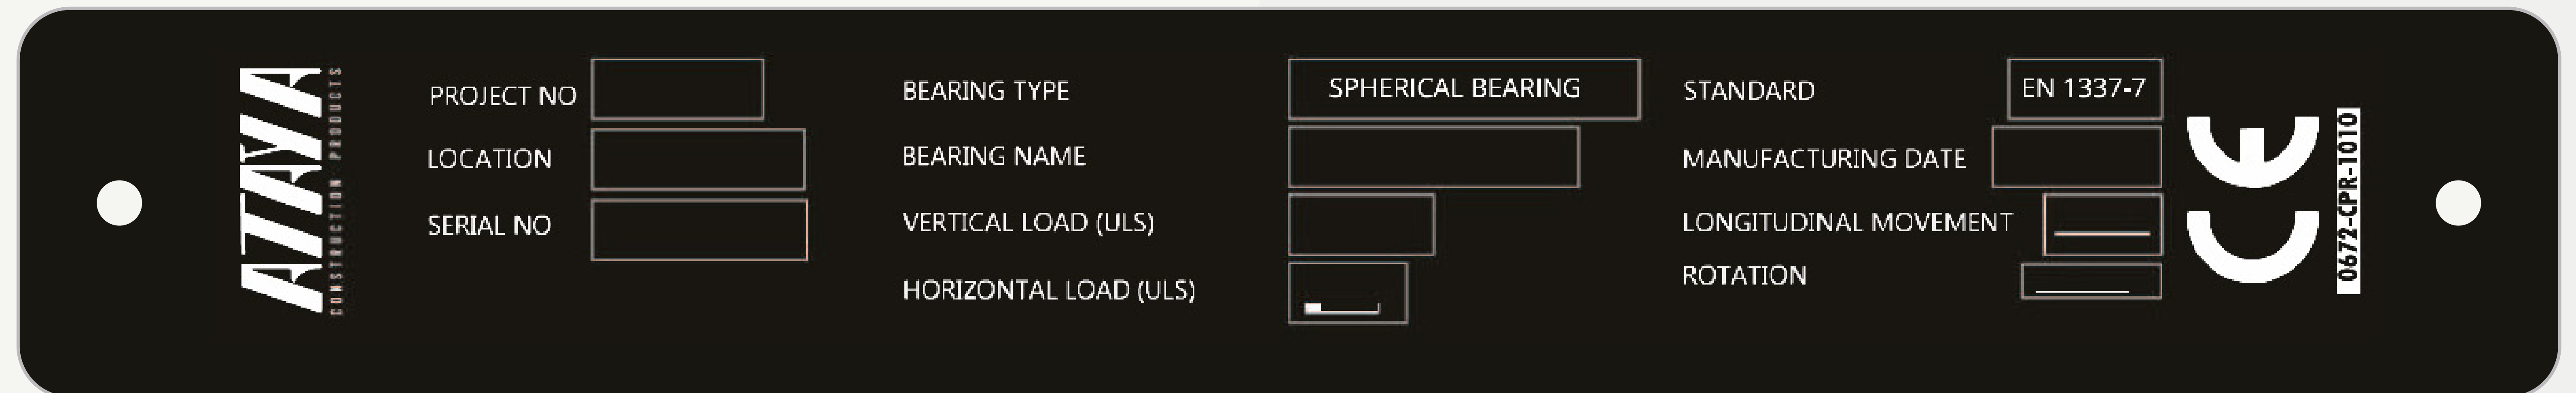 ATAYA
CONSTRUCTION PRODUCTS
PROJECT NO
LOCATION
SERIAL NO
BEARING TYPE SPHERICAL BEARING
BEARING NAME
VERTICAL LOAD (ULS)
HORIZONTAL LOAD (ULS)
STANDARD EN 1337-7
MANUFACTURING DATE
LONGITUDINAL MOVEMENT
ROTATION
CE
0672-CPR-1010